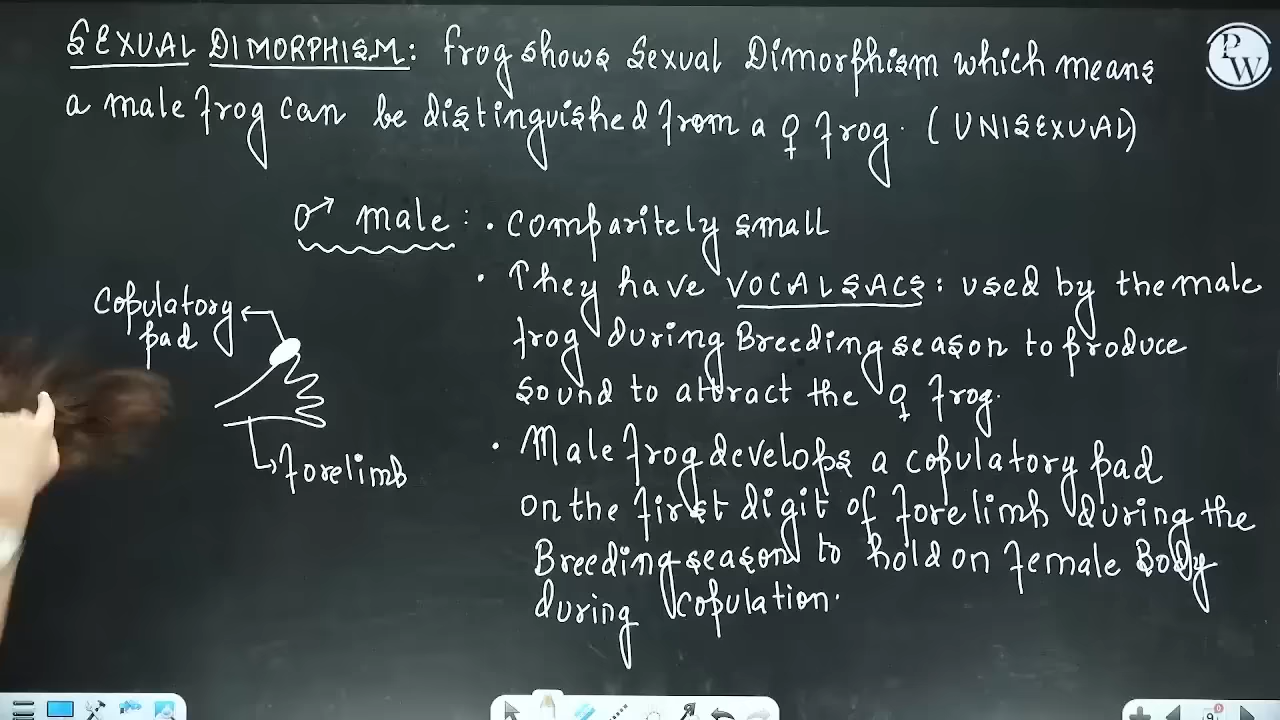 SEXUAL DIMORPHISM: frog shows Sexual Dimorphism which means
a male frog can be distinguished from a ♀ frog. (UNISEXUAL)
♂ male: • comparitely small
• They have VOCAL SACS: used by the male
frog during Breeding season to produce
sound to attract the ♀ frog.
• Male frog develops a copulatory pad
on the first digit of forelimb during the
Breeding season to hold on female Body
during copulation.
Copulatory
pad
forelimb
PW